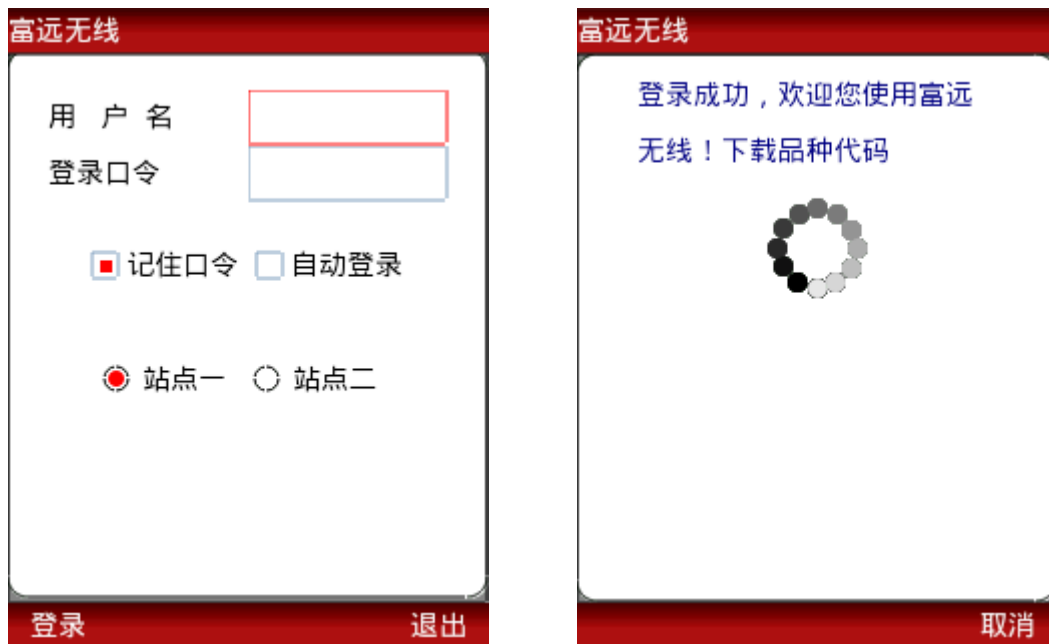 富远无线
用 户 名
登录口令
记住口令 自动登录
站点一 站点二
登录 退出
富远无线
登录成功，欢迎您使用富远
无线！下载品种代码
取消